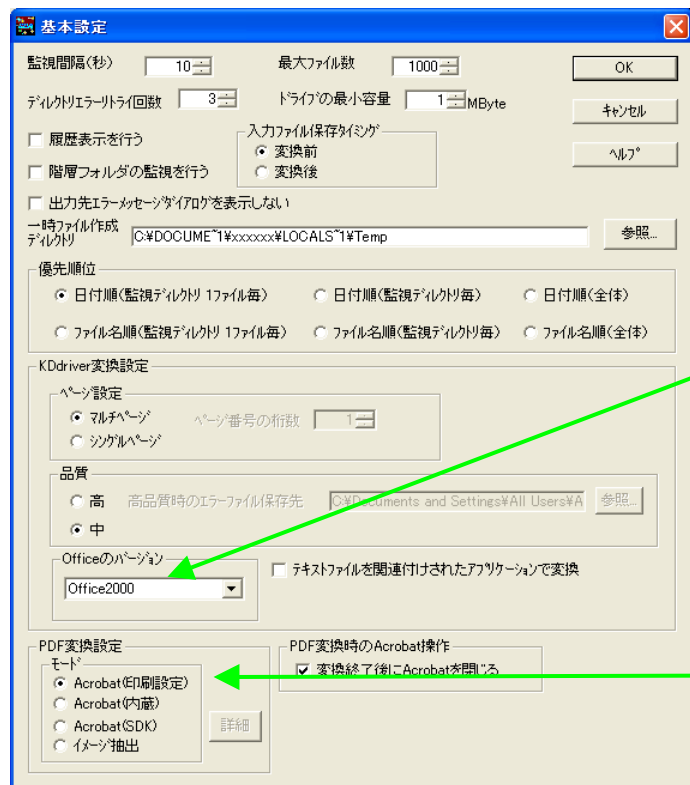 基本設定
監視間隔(秒) 10 最大ファイル数 1000 OK
ディレクトリエラーリトライ回数 3 ドライブの最小容量 1 MByte キャンセル
履歴表示を行う 入力ファイル保存タイミング ヘルプ
変換前
階層フォルダの監視を行う 変換後
出力先エラーメッセージダイアログを表示しない
一時ファイル作成
ディレクトリ C:¥DOCUME~1¥xxxxxx¥LOCALS~1¥Temp 参照...
優先順位
日付順(監視ディレクトリ 1ファイル毎) 日付順(監視ディレクトリ毎) 日付順(全体)
ファイル名順(監視ディレクトリ 1ファイル毎) ファイル名順(監視ディレクトリ毎) ファイル名順(全体)
KDdriver変換設定
ページ設定
マルチページ ページ番号の桁数 1
シングルページ
品質
高 高品質時のエラーファイル保存先 C:¥Documents and Settings¥All Users¥A 参照...
中
Officeのバージョン
Office2000 テキストファイルを関連付けされたアプリケーションで変換
PDF変換設定 PDF変換時のAcrobat操作
モード 変換終了後にAcrobatを閉じる
Acrobat(印刷設定)
Acrobat(内蔵)
Acrobat(SDK) 詳細
イメージ抽出